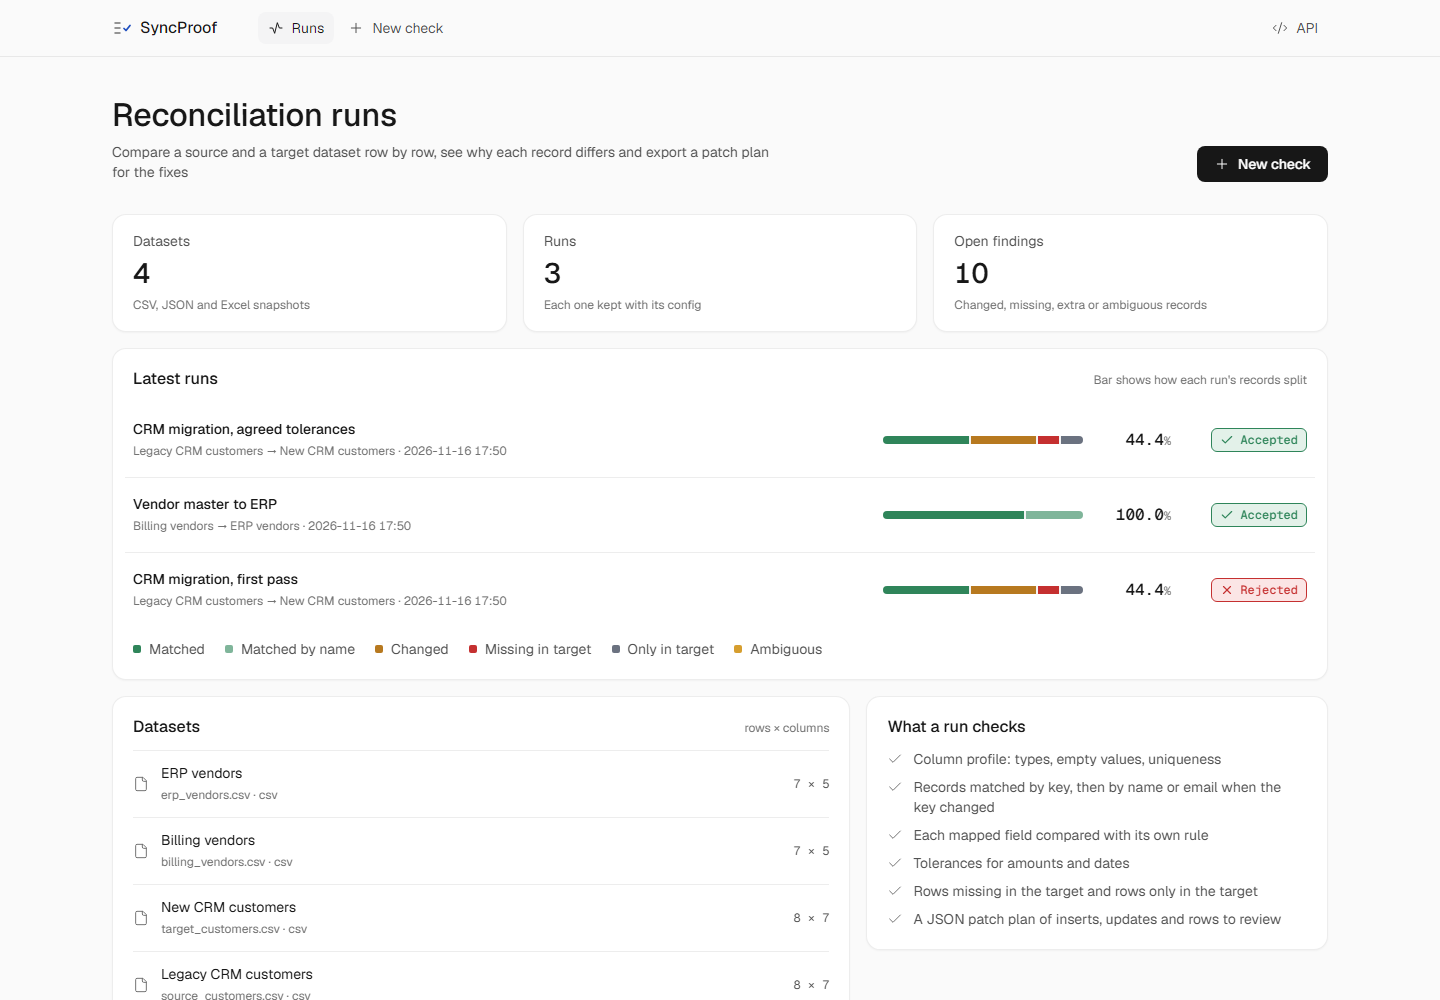 SyncProof
Runs
New check
API
Reconciliation runs
Compare a source and a target dataset row by row, see why each record differs and export a patch plan
for the fixes
New check
Datasets
4
CSV, JSON and Excel snapshots
Runs
3
Each one kept with its config
Open findings
10
Changed, missing, extra or ambiguous records
Latest runs
Bar shows how each run's records split
CRM migration, agreed tolerances
Legacy CRM customers → New CRM customers · 2026-11-16 17:50
44.4%
Accepted
Vendor master to ERP
Billing vendors → ERP vendors · 2026-11-16 17:50
100.0%
Accepted
CRM migration, first pass
Legacy CRM customers → New CRM customers · 2026-11-16 17:50
44.4%
Rejected
Matched
Matched by name
Changed
Missing in target
Only in target
Ambiguous
Datasets
rows × columns
ERP vendors
erp_vendors.csv · csv
7 × 5
Billing vendors
billing_vendors.csv · csv
7 × 5
New CRM customers
target_customers.csv · csv
8 × 7
Legacy CRM customers
source_customers.csv · csv
8 × 7
What a run checks
Column profile: types, empty values, uniqueness
Records matched by key, then by name or email when the
key changed
Each mapped field compared with its own rule
Tolerances for amounts and dates
Rows missing in the target and rows only in the target
A JSON patch plan of inserts, updates and rows to review